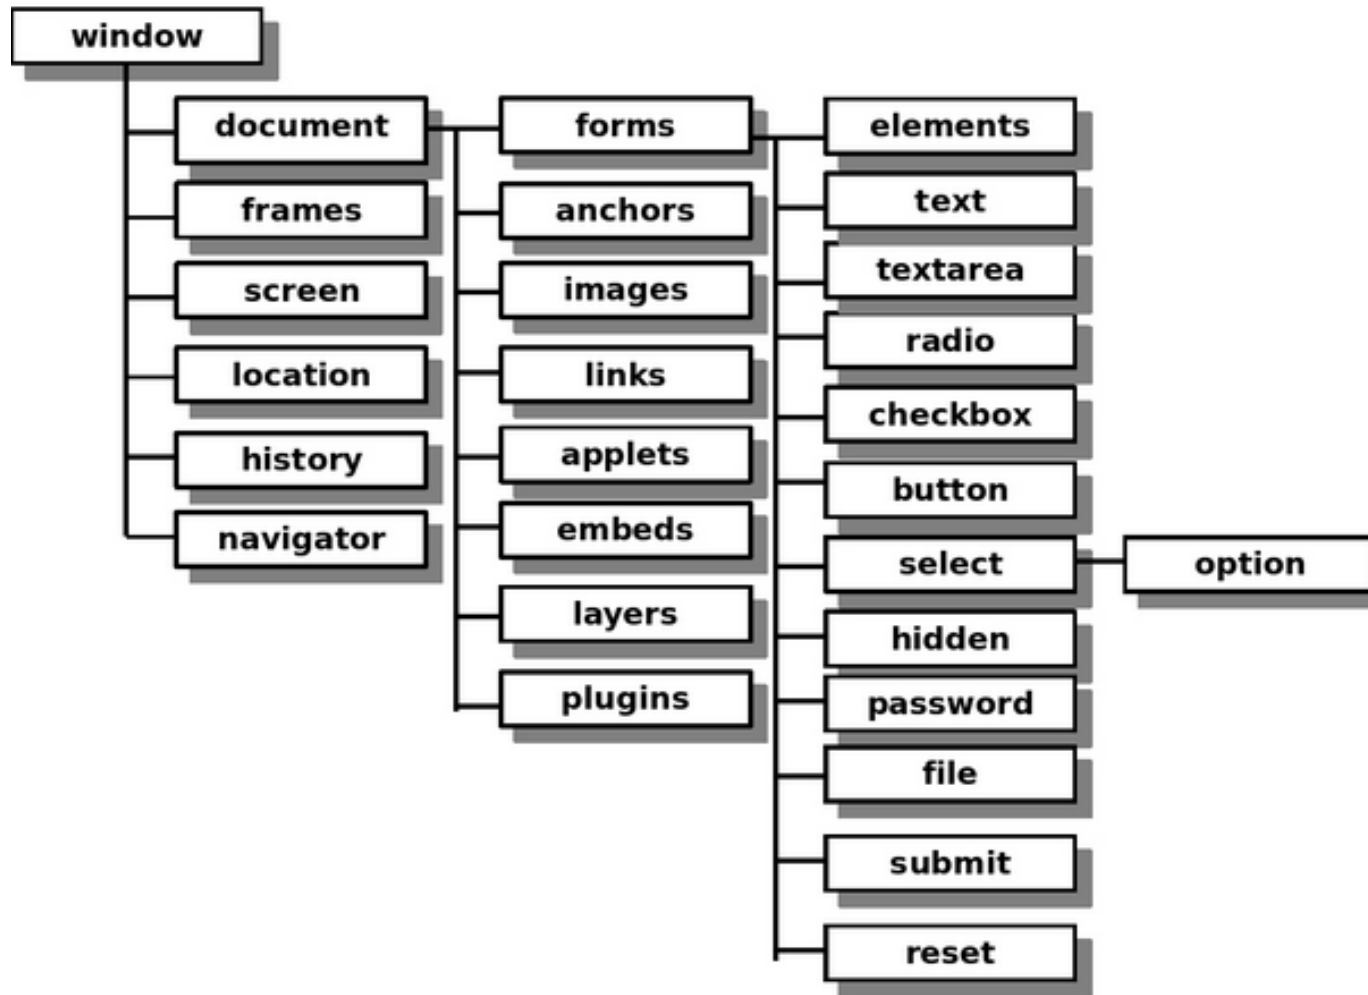 window
document
frames
screen
location
history
navigator
forms
anchors
images
links
applets
embeds
layers
plugins
elements
text
textarea
radio
checkbox
button
select
hidden
password
file
submit
reset
option